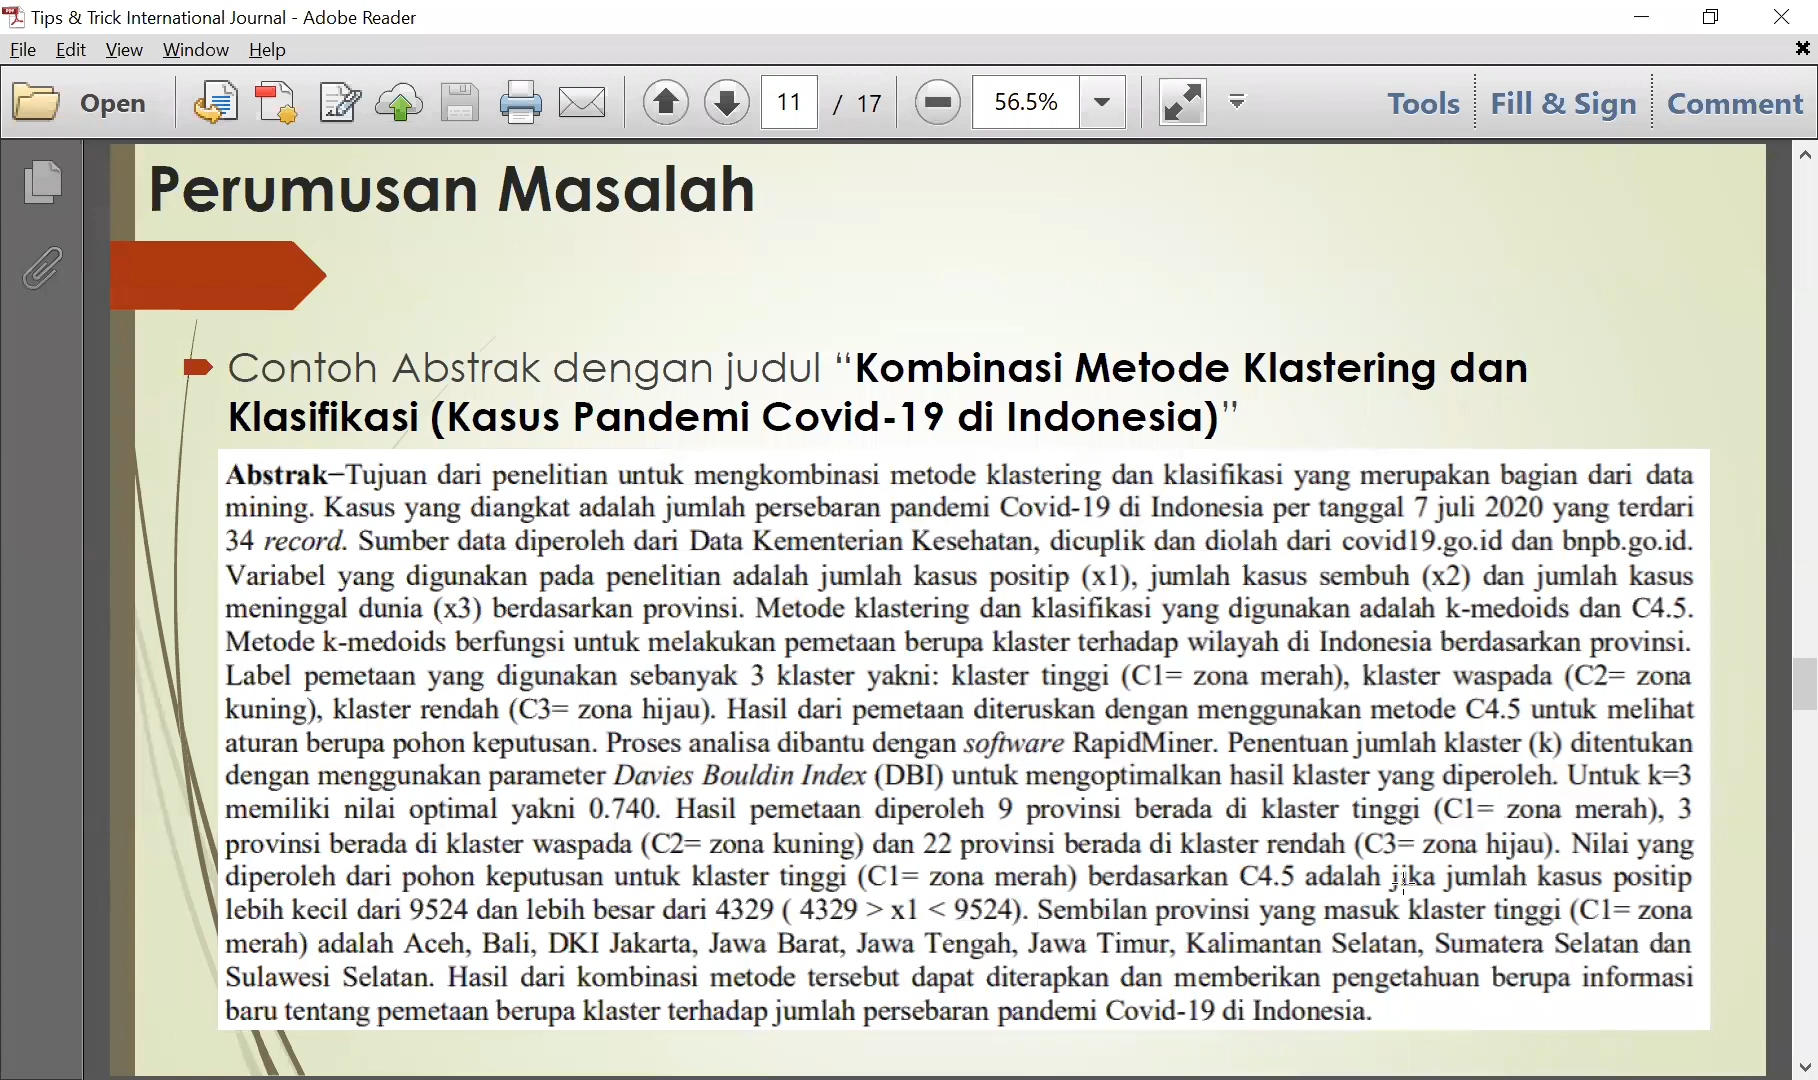 Tips & Trick International Journal - Adobe Reader
File Edit View Window Help
Open 11 / 17 56.5% Tools Fill & Sign Comment
Perumusan Masalah
Contoh Abstrak dengan judul “Kombinasi Metode Klastering dan
Klasifikasi (Kasus Pandemi Covid-19 di Indonesia)”
Abstrak−Tujuan dari penelitian untuk mengkombinasi metode klastering dan klasifikasi yang merupakan bagian dari data
mining. Kasus yang diangkat adalah jumlah persebaran pandemi Covid-19 di Indonesia per tanggal 7 juli 2020 yang terdari
34 record. Sumber data diperoleh dari Data Kementerian Kesehatan, dicuplik dan diolah dari covid19.go.id dan bnpb.go.id.
Variabel yang digunakan pada penelitian adalah jumlah kasus positip (x1), jumlah kasus sembuh (x2) dan jumlah kasus
meninggal dunia (x3) berdasarkan provinsi. Metode klastering dan klasifikasi yang digunakan adalah k-medoids dan C4.5.
Metode k-medoids berfungsi untuk melakukan pemetaan berupa klaster terhadap wilayah di Indonesia berdasarkan provinsi.
Label pemetaan yang digunakan sebanyak 3 klaster yakni: klaster tinggi (C1= zona merah), klaster waspada (C2= zona
kuning), klaster rendah (C3= zona hijau). Hasil dari pemetaan diteruskan dengan menggunakan metode C4.5 untuk melihat
aturan berupa pohon keputusan. Proses analisa dibantu dengan software RapidMiner. Penentuan jumlah klaster (k) ditentukan
dengan menggunakan parameter Davies Bouldin Index (DBI) untuk mengoptimalkan hasil klaster yang diperoleh. Untuk k=3
memiliki nilai optimal yakni 0.740. Hasil pemetaan diperoleh 9 provinsi berada di klaster tinggi (C1= zona merah), 3
provinsi berada di klaster waspada (C2= zona kuning) dan 22 provinsi berada di klaster rendah (C3= zona hijau). Nilai yang
diperoleh dari pohon keputusan untuk klaster tinggi (C1= zona merah) berdasarkan C4.5 adalah jika jumlah kasus positip
lebih kecil dari 9524 dan lebih besar dari 4329 ( 4329 > x1 < 9524). Sembilan provinsi yang masuk klaster tinggi (C1= zona
merah) adalah Aceh, Bali, DKI Jakarta, Jawa Barat, Jawa Tengah, Jawa Timur, Kalimantan Selatan, Sumatera Selatan dan
Sulawesi Selatan. Hasil dari kombinasi metode tersebut dapat diterapkan dan memberikan pengetahuan berupa informasi
baru tentang pemetaan berupa klaster terhadap jumlah persebaran pandemi Covid-19 di Indonesia.